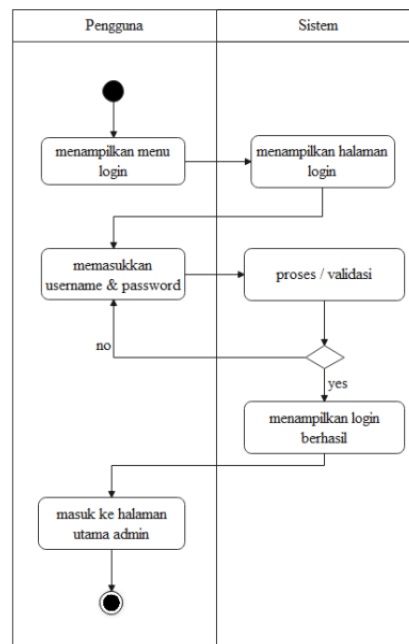 Pengguna
Sistem
menampilkan menu
login
menampilkan halaman
login
memasukkan
username & password
proses / validasi
no
yes
menampilkan login
berhasil
masuk ke halaman
utama admin